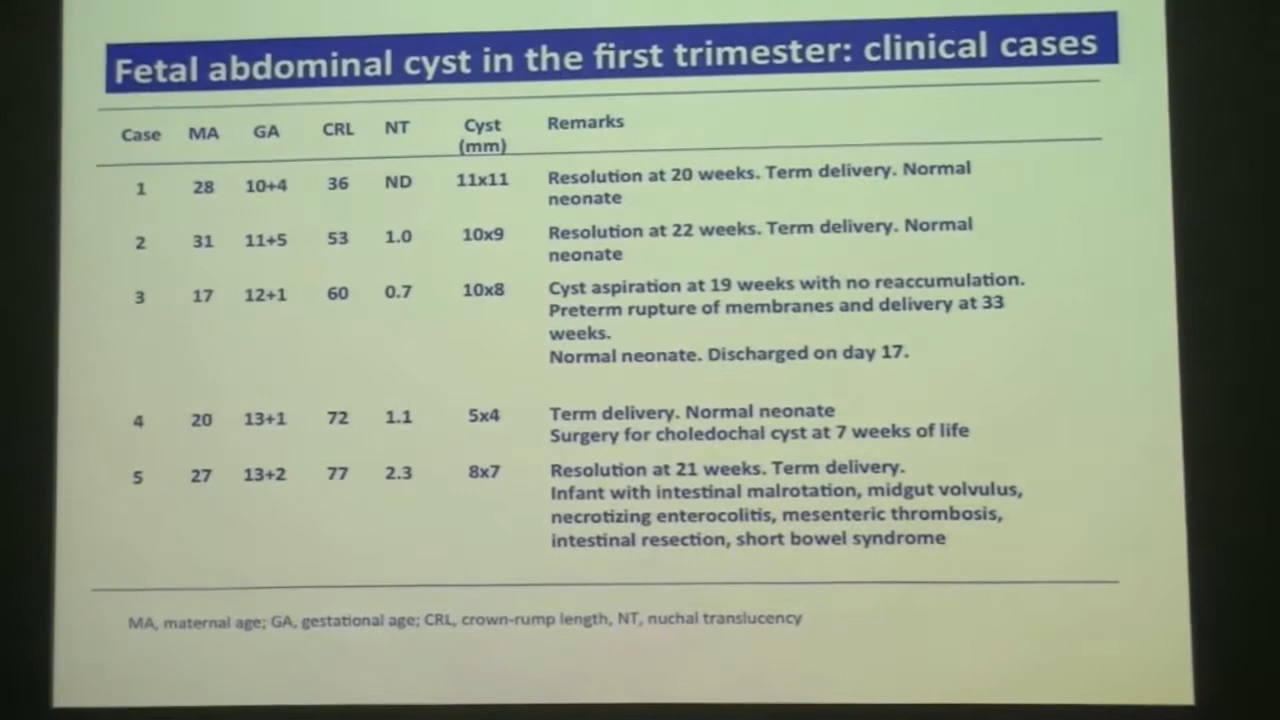 Fetal abdominal cyst in the first trimester: clinical cases
Case MA GA CRL NT Cyst (mm) Remarks
1 28 10+4 36 ND 11x11 Resolution at 20 weeks. Term delivery. Normal
neonate
2 31 11+5 53 1.0 10x9 Resolution at 22 weeks. Term delivery. Normal
neonate
3 17 12+1 60 0.7 10x8 Cyst aspiration at 19 weeks with no reaccumulation.
Preterm rupture of membranes and delivery at 33
weeks.
Normal neonate. Discharged on day 17.
4 20 13+1 72 1.1 5x4 Term delivery. Normal neonate
Surgery for choledochal cyst at 7 weeks of life
5 27 13+2 77 2.3 8x7 Resolution at 21 weeks. Term delivery.
Infant with intestinal malrotation, midgut volvulus,
necrotizing enterocolitis, mesenteric thrombosis,
intestinal resection, short bowel syndrome
MA, maternal age; GA, gestational age; CRL, crown-rump length, NT, nuchal translucency